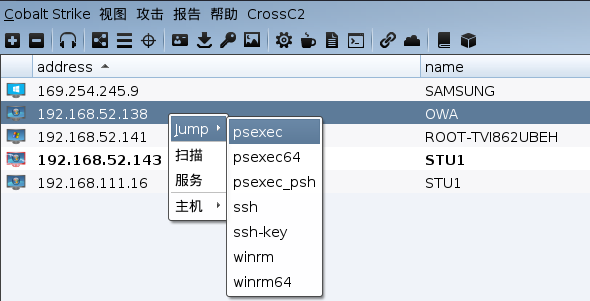 Cobalt Strike 视图 攻击 报告 帮助 CrossC2
address name
169.254.245.9 SAMSUNG
192.168.52.138 OWA
192.168.52.141 ROOT-TVI862UBEH
192.168.52.143 STU1
192.168.111.16 STU1
Jump
扫描
服务
主机
psexec
psexec64
psexec_psh
ssh
ssh-key
winrm
winrm64